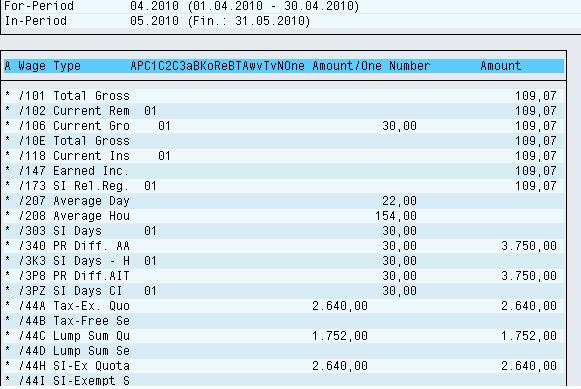 For-Period 04.2010 (01.04.2010 - 30.04.2010)
In-Period 05.2010 (Fin.: 31.05.2010)
A Wage Type APC1C2C3aBKoReBTAwvTvNOne Amount/One Number Amount
* /101 Total Gross 109,07
* /102 Current Rem 01 109,07
* /106 Current Gro 01 30,00 109,07
* /10E Total Gross 109,07
* /118 Current Ins 01 109,07
* /147 Earned Inc. 109,07
* /173 SI Rel.Reg. 01 109,07
* /207 Average Day 22,00
* /208 Average Hou 154,00
* /303 SI Days 01 30,00
* /340 PR Diff. AA 30,00 3.750,00
* /3K3 SI Days - H 01 30,00
* /3P8 PR Diff.AIT 30,00 3.750,00
* /3PZ SI Days CI 01 30,00
* /44A Tax-Ex. Quo 2.640,00 2.640,00
* /44B Tax-Free Se
* /44C Lump Sum Qu 1.752,00 1.752,00
* /44D Lump Sum Se
* /44H SI-Ex Quota 2.640,00 2.640,00
* /44I SI-Exempt S